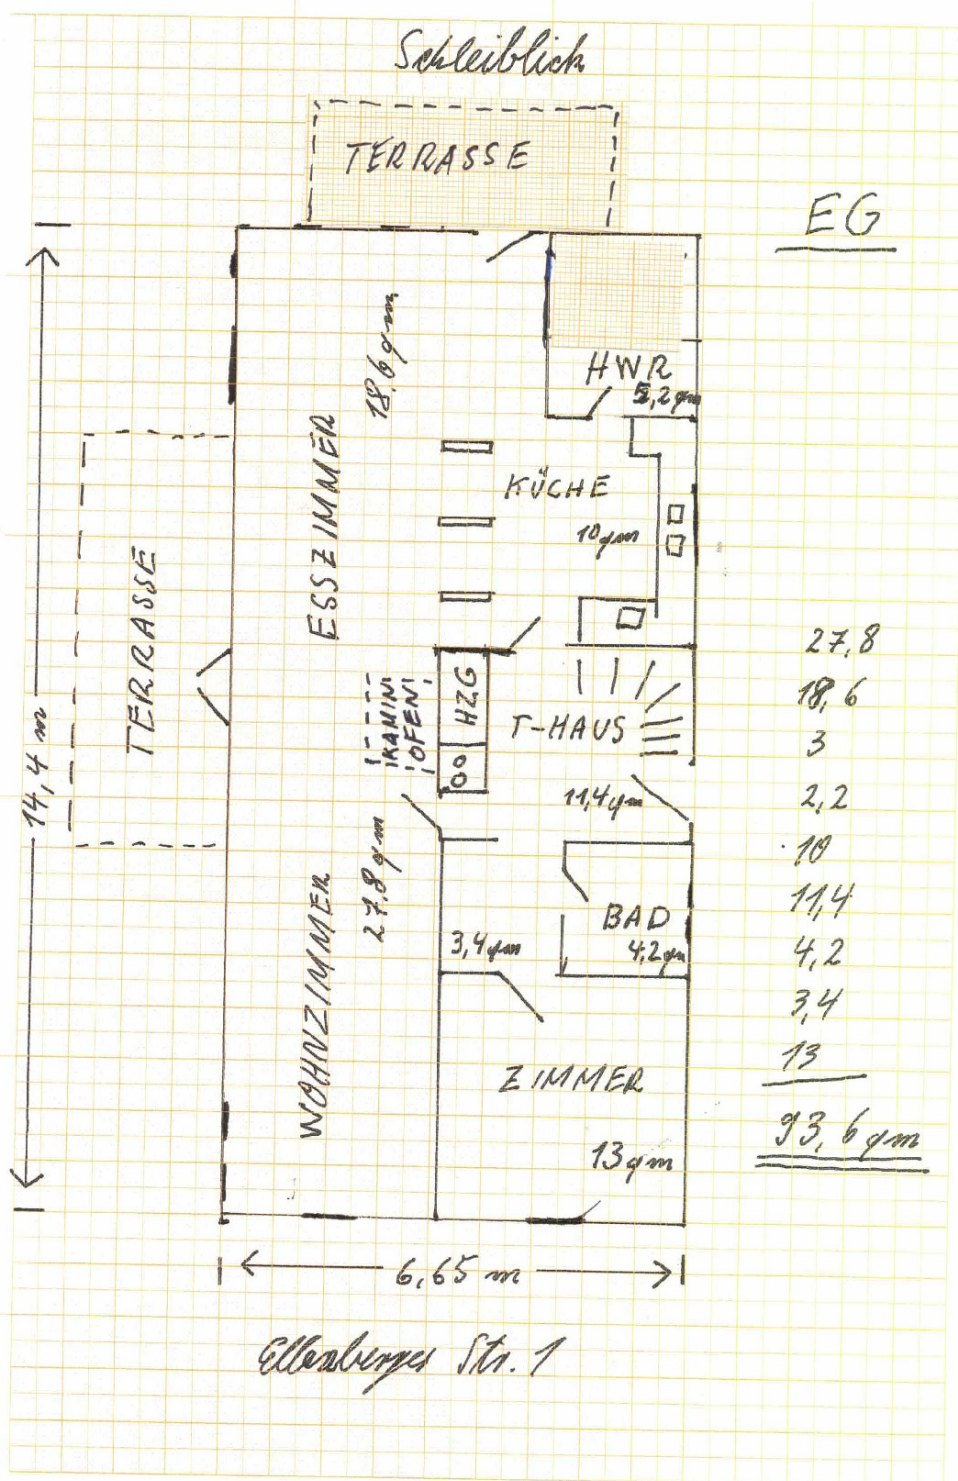 Schleiblick
TERRASSE
EG
18,6 qm
HWR
5,2 qm
ESSZIMMER
KÜCHE
10 qm
TERRASSE
KAMIN
OFEN
HZG
T-HAUS
11,4 qm
14,4 m
27,8 qm
WOHNZIMMER
3,4 qm
BAD
4,2 qm
ZIMMER
13 qm
27,8
18,6
3
2,2
10
11,4
4,2
3,4
13
93,6 qm
6,65 m
Ellenberger Str. 1